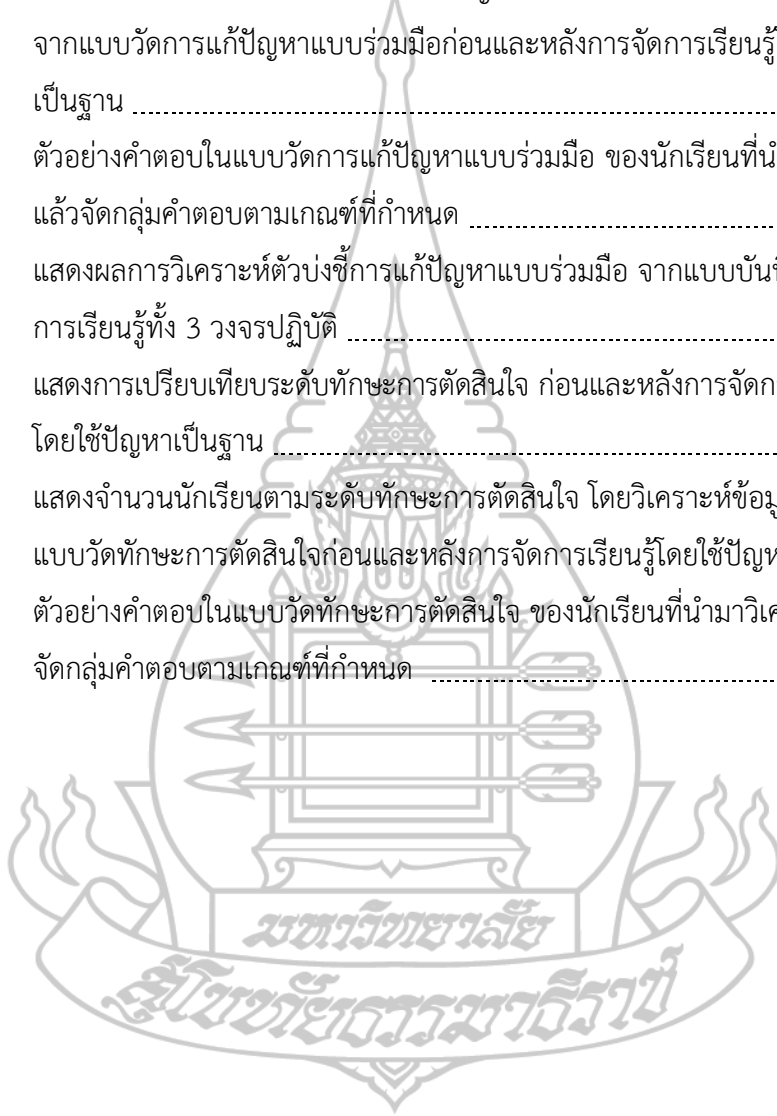 จากแบบวัดการแก้ปัญหาแบบร่วมมือก่อนและหลังการจัดการเรียนรู้
เป็นฐาน
ตัวอย่างคำตอบในแบบวัดการแก้ปัญหาแบบร่วมมือ ของนักเรียนที่นำ
แล้วจัดกลุ่มคำตอบตามเกณฑ์ที่กำหนด
แสดงผลการวิเคราะห์ตัวบ่งชี้การแก้ปัญหาแบบร่วมมือ จากแบบบันทึ
การเรียนรู้ทั้ง 3 วงจรปฏิบัติ
แสดงการเปรียบเทียบระดับทักษะการตัดสินใจ ก่อนและหลังการจัดก
โดยใช้ปัญหาเป็นฐาน
แสดงจำนวนนักเรียนตามระดับทักษะการตัดสินใจ โดยวิเคราะห์ข้อมู
แบบวัดทักษะการตัดสินใจก่อนและหลังการจัดการเรียนรู้โดยใช้ปัญห
ตัวอย่างคำตอบในแบบวัดทักษะการตัดสินใจ ของนักเรียนที่นำมาวิเค
จัดกลุ่มคำตอบตามเกณฑ์ที่กำหนด
มหาวิทยาลัย
สุโขทัยธรรมาธิราช